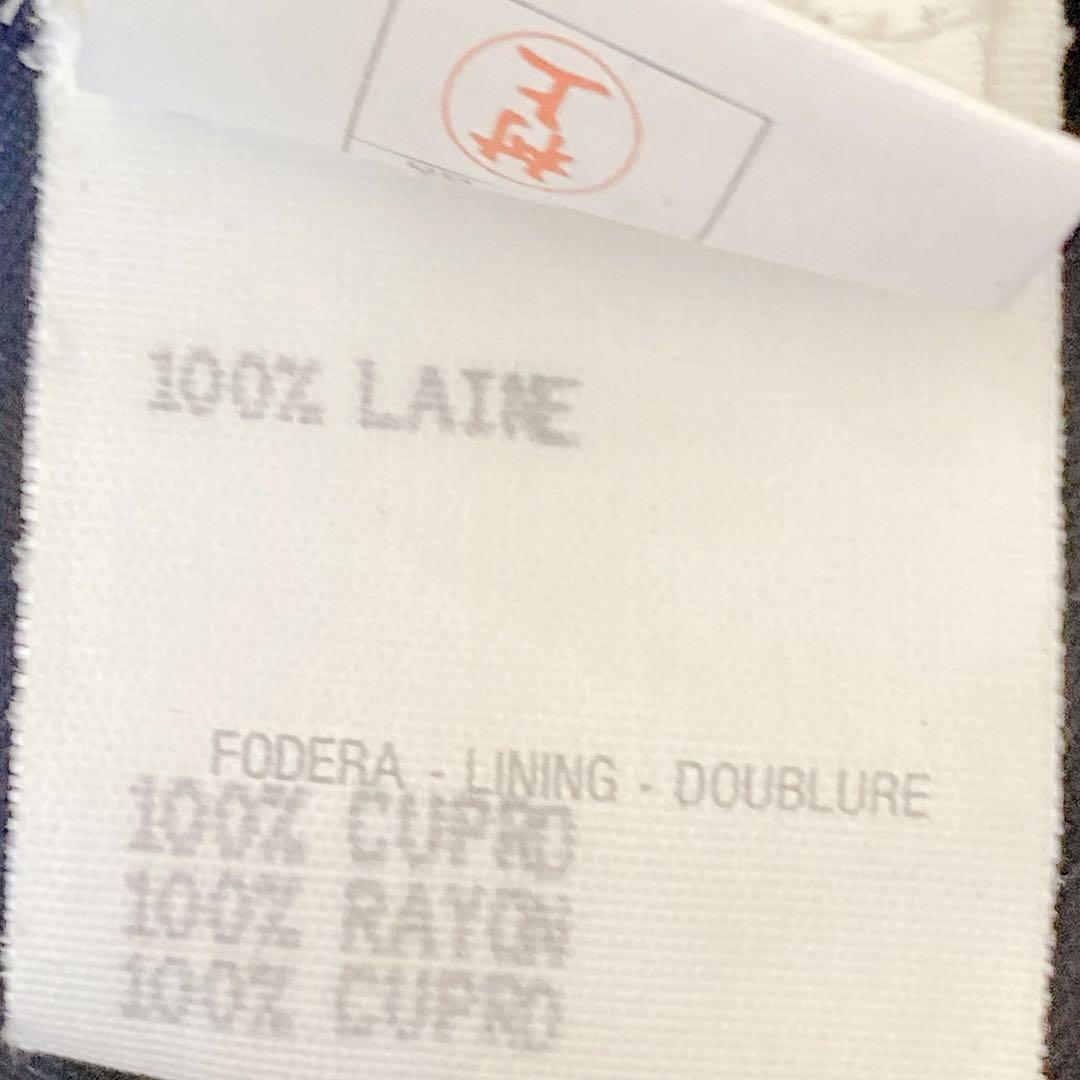 100% LAINE
FODERA - LINING - DOUBLURE
100% CUPRO
100% RAYON
100% CUPRO